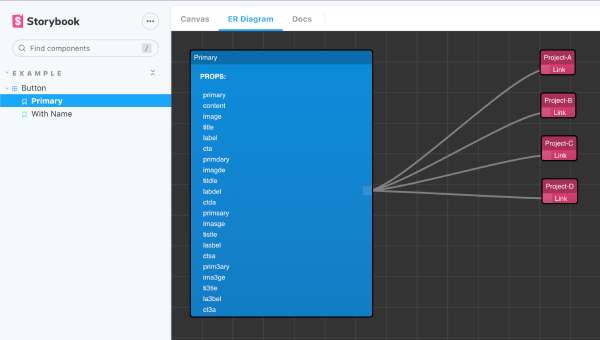 Storybook
Canvas ER Diagram Docs
Find components /
EXAMPLE
Button
Primary
With Name
Primary
PROPS:
primary
content
image
title
label
cta
primdary
imagde
titdle
labdel
ctda
primsary
imasge
tistle
lasbel
ctsa
prim3ary
ima3ge
ti3tle
la3bel
ct3a
Project-A
Link
Project-B
Link
Project-C
Link
Project-D
Link